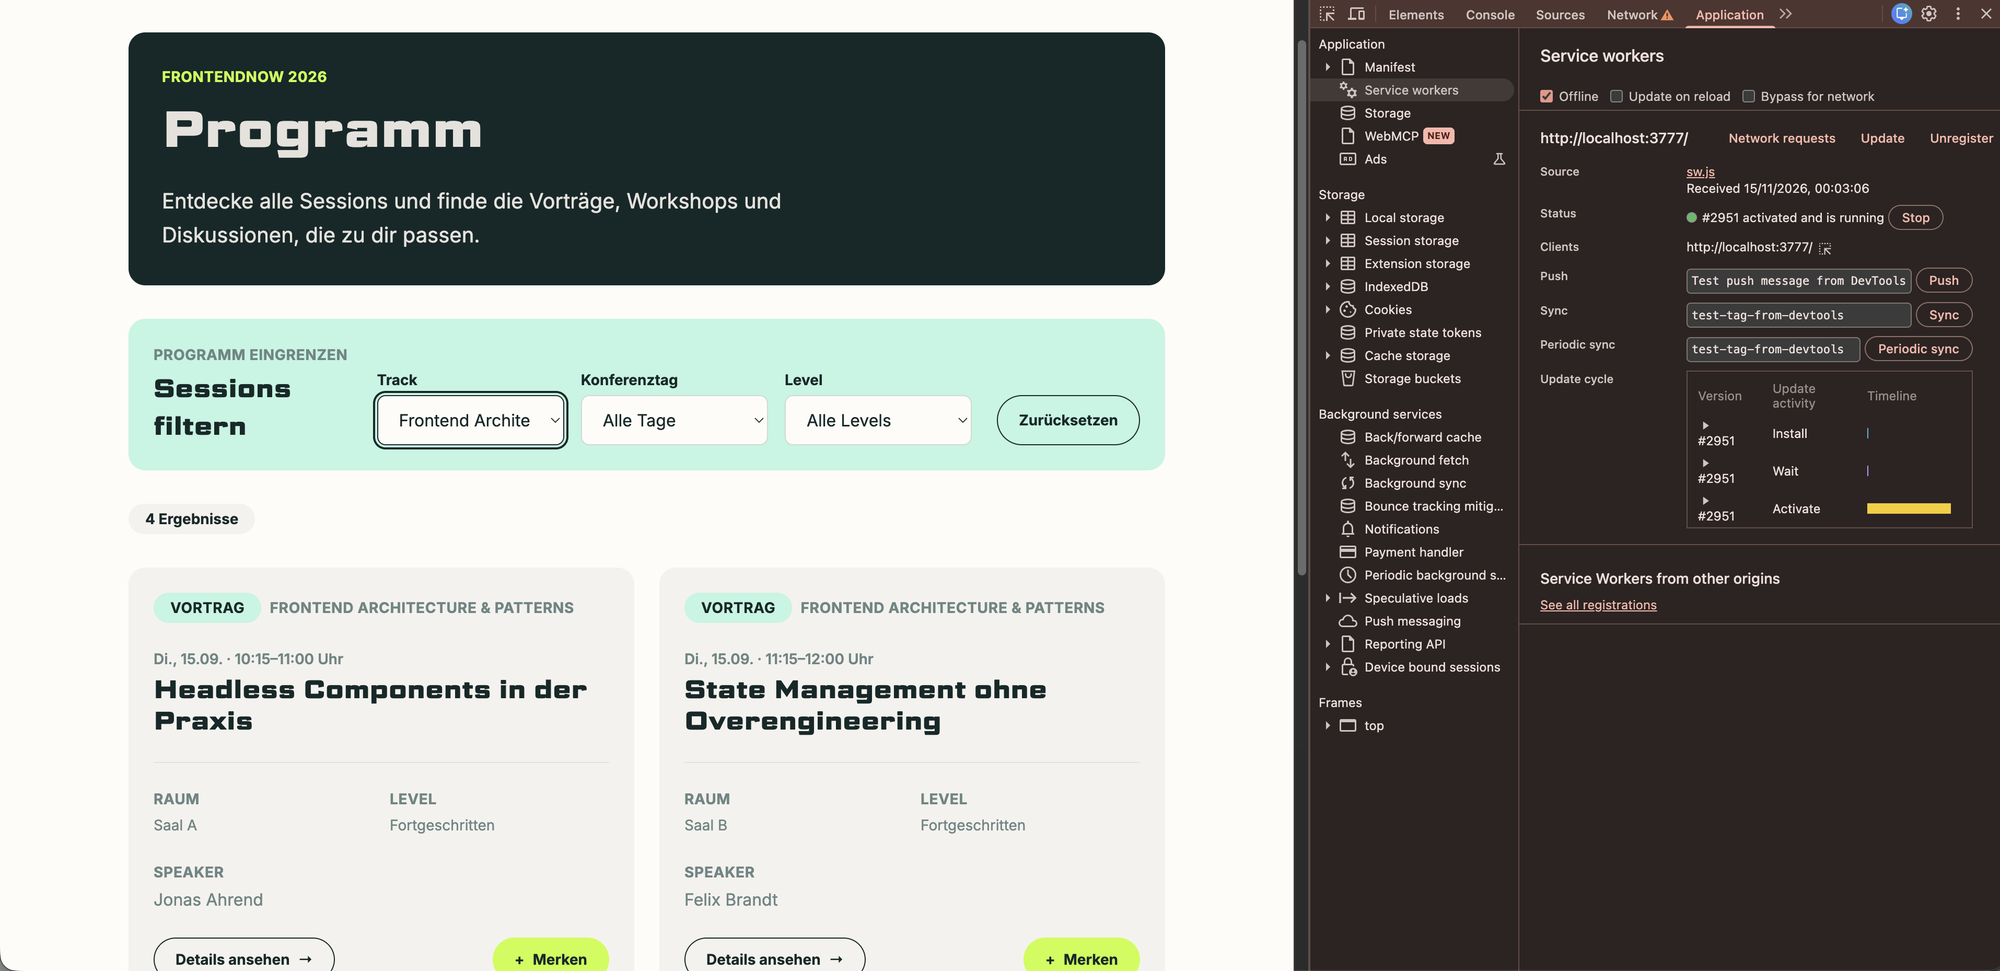 FRONTENDNOW 2026
Programm
Entdecke alle Sessions und finde die Vorträge, Workshops und
Diskussionen, die zu dir passen.
PROGRAMM EINGRENZEN
Sessions
filtern
Track
Frontend Archite
Konferenztag
Alle Tage
Level
Alle Levels
Zurücksetzen
4 Ergebnisse
VORTRAG FRONTEND ARCHITECTURE & PATTERNS
Di., 15.09. · 10:15–11:00 Uhr
Headless Components in der
Praxis
RAUM
Saal A
LEVEL
Fortgeschritten
SPEAKER
Jonas Ahrend
Details ansehen →
+ Merken
VORTRAG FRONTEND ARCHITECTURE & PATTERNS
Di., 15.09. · 11:15–12:00 Uhr
State Management ohne
Overengineering
RAUM
Saal B
LEVEL
Fortgeschritten
SPEAKER
Felix Brandt
Details ansehen →
+ Merken
Elements Console Sources Network Application
Application
Manifest
Service workers
Storage
WebMCP NEW
Ads
Storage
Local storage
Session storage
Extension storage
IndexedDB
Cookies
Private state tokens
Cache storage
Storage buckets
Background services
Back/forward cache
Background fetch
Background sync
Bounce tracking mitig...
Notifications
Payment handler
Periodic background s...
Speculative loads
Push messaging
Reporting API
Device bound sessions
Frames
top
Service workers
Offline Update on reload Bypass for network
http://localhost:3777/ Network requests Update Unregister
Source sw.js
Received 15/11/2026, 00:03:06
Status #2951 activated and is running Stop
Clients http://localhost:3777/
Push Test push message from DevTools Push
Sync test-tag-from-devtools Sync
Periodic sync test-tag-from-devtools Periodic sync
Update cycle
Version Update activity Timeline
#2951 Install
#2951 Wait
#2951 Activate
Service Workers from other origins
See all registrations